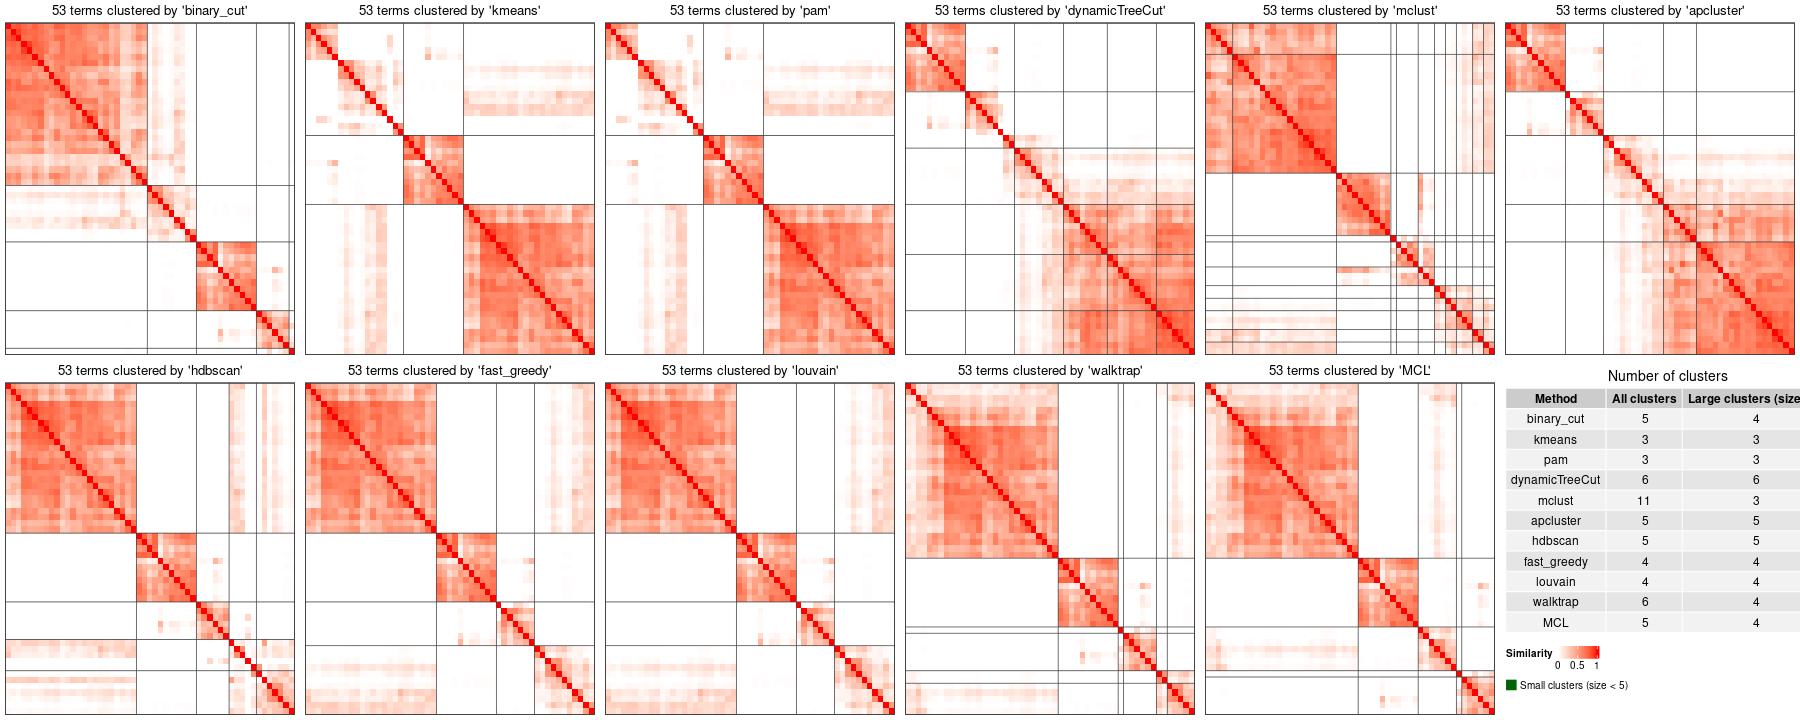 53 terms clustered by 'binary_cut'
53 terms clustered by 'kmeans'
53 terms clustered by 'pam'
53 terms clustered by 'dynamicTreeCut'
53 terms clustered by 'mclust'
53 terms clustered by 'apcluster'
53 terms clustered by 'hdbscan'
53 terms clustered by 'fast_greedy'
53 terms clustered by 'louvain'
53 terms clustered by 'walktrap'
53 terms clustered by 'MCL'
Number of clusters
Method All clusters Large clusters (size
binary_cut 5 4
kmeans 3 3
pam 3 3
dynamicTreeCut 6 6
mclust 11 3
apcluster 5 5
hdbscan 5 5
fast_greedy 4 4
louvain 4 4
walktrap 6 4
MCL 5 4
Similarity
0 0.5 1
Small clusters (size < 5)